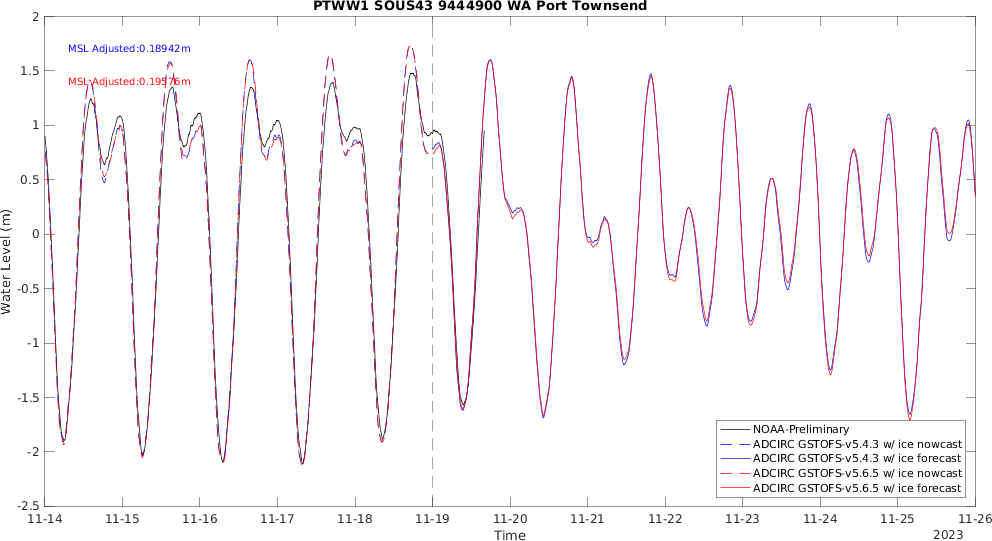 PTWW1 SOUS43 9444900 WA Port Townsend
MSL Adjusted:0.18942m
MSL Adjusted:0.19576m
Water Level (m)
2
1.5
1
0.5
0
-0.5
-1
-1.5
-2
-2.5
NOAA-Preliminary
ADCIRC GSTOFS-v5.4.3 w/ ice nowcast
ADCIRC GSTOFS-v5.4.3 w/ ice forecast
ADCIRC GSTOFS-v5.6.5 w/ ice nowcast
ADCIRC GSTOFS-v5.6.5 w/ ice forecast
11-14 11-15 11-16 11-17 11-18 11-19 11-20 11-21 11-22 11-23 11-24 11-25 11-26
Time
2023